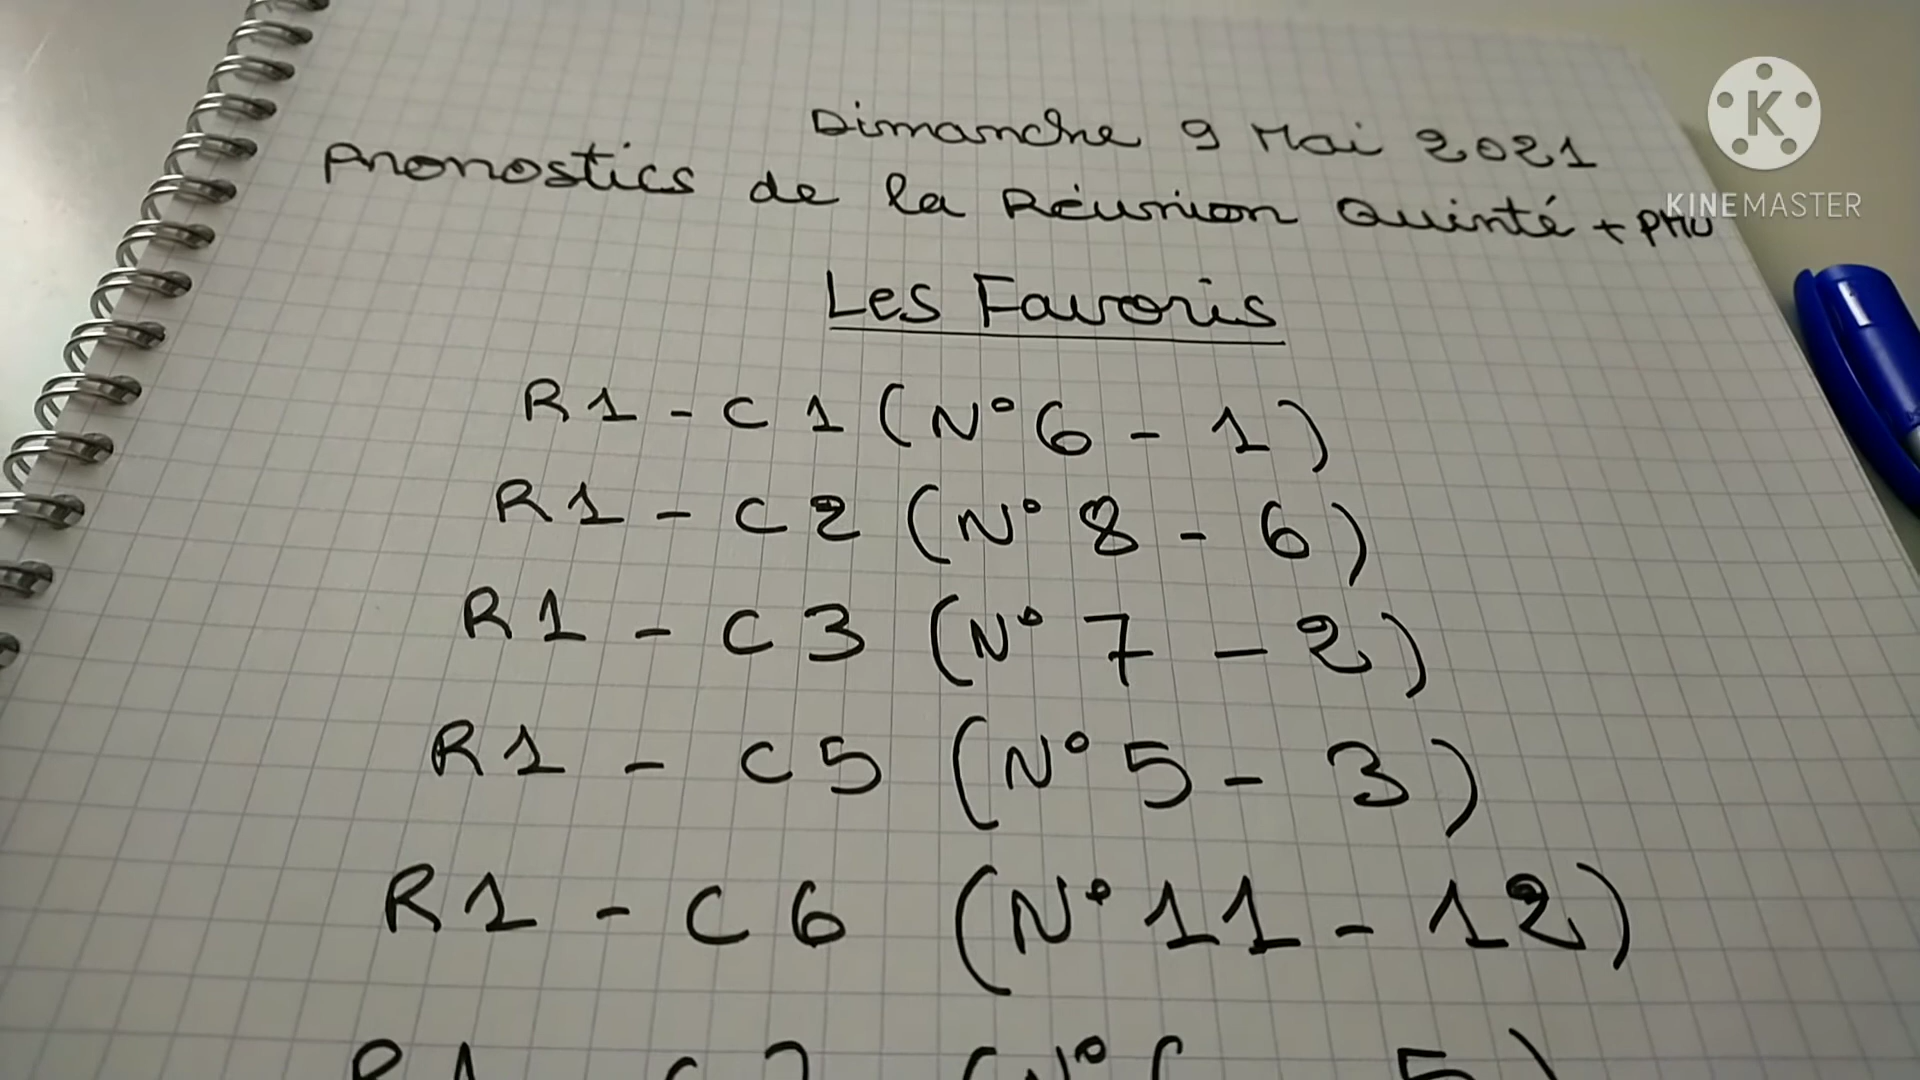 Dimanche 9 Mai 2021
Pronostics de la Réunion Quinté + PMU
Les Favoris
R1 - C1 (N° 6 - 1)
R1 - C2 (N° 8 - 6)
R1 - C3 (N° 7 - 2)
R1 - C5 (N° 5 - 3)
R1 - C6 (N° 11 - 12)
K
KINEMASTER